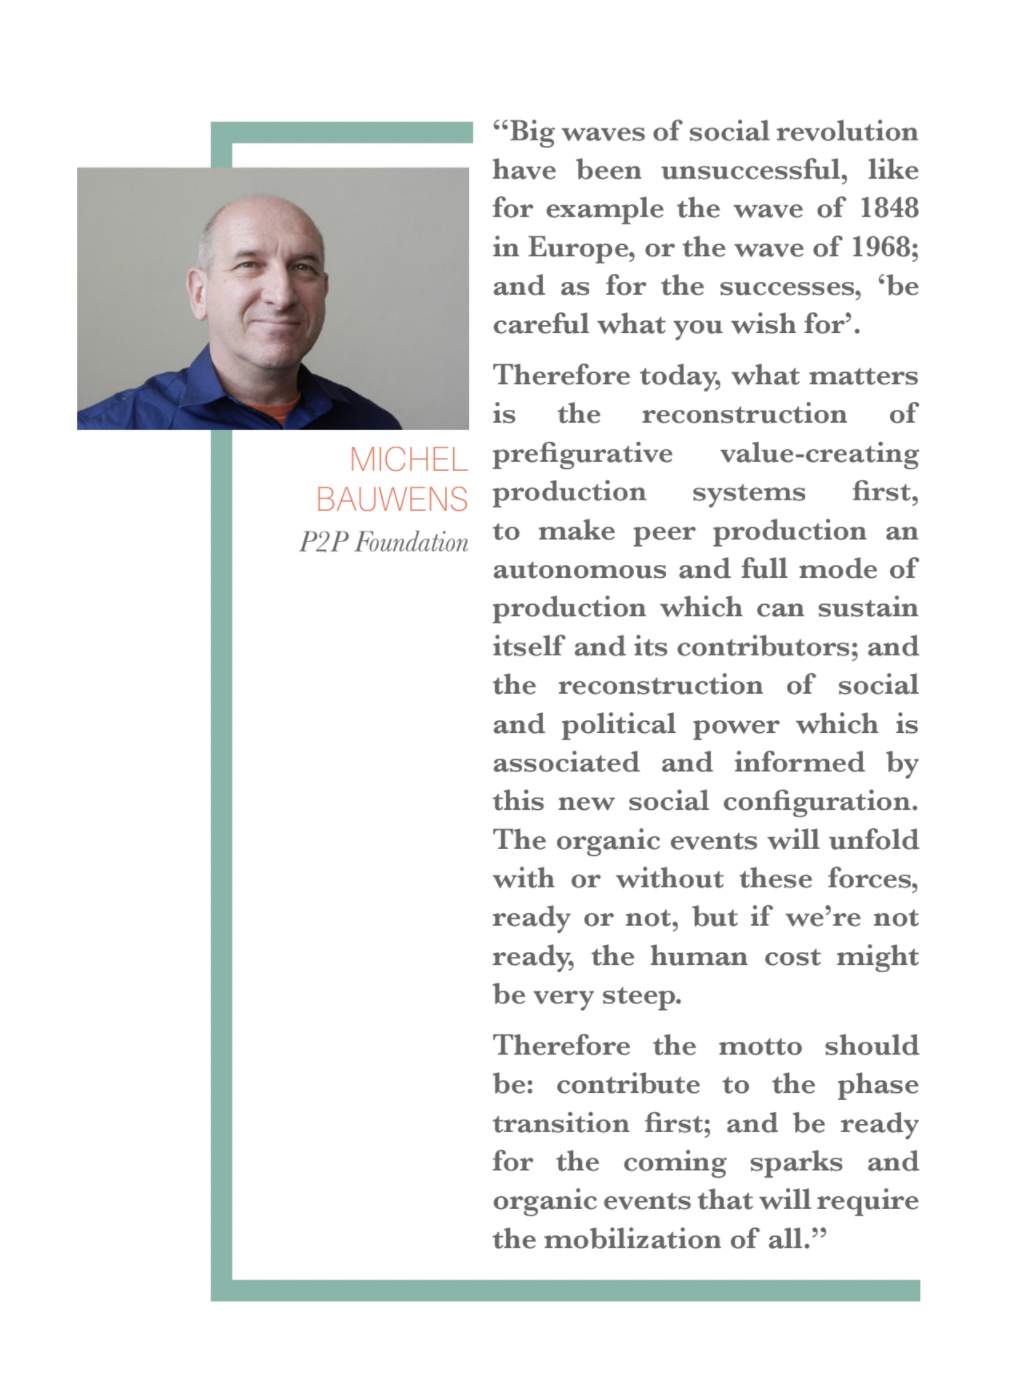 MICHEL
BAUWENS
P2P Foundation
“Big waves of social revolution
have been unsuccessful, like
for example the wave of 1848
in Europe, or the wave of 1968;
and as for the successes, ‘be
careful what you wish for’.
Therefore today, what matters
is the reconstruction of
prefigurative value-creating
production systems first,
to make peer production an
autonomous and full mode of
production which can sustain
itself and its contributors; and
the reconstruction of social
and political power which is
associated and informed by
this new social configuration.
The organic events will unfold
with or without these forces,
ready or not, but if we’re not
ready, the human cost might
be very steep.
Therefore the motto should
be: contribute to the phase
transition first; and be ready
for the coming sparks and
organic events that will require
the mobilization of all.”